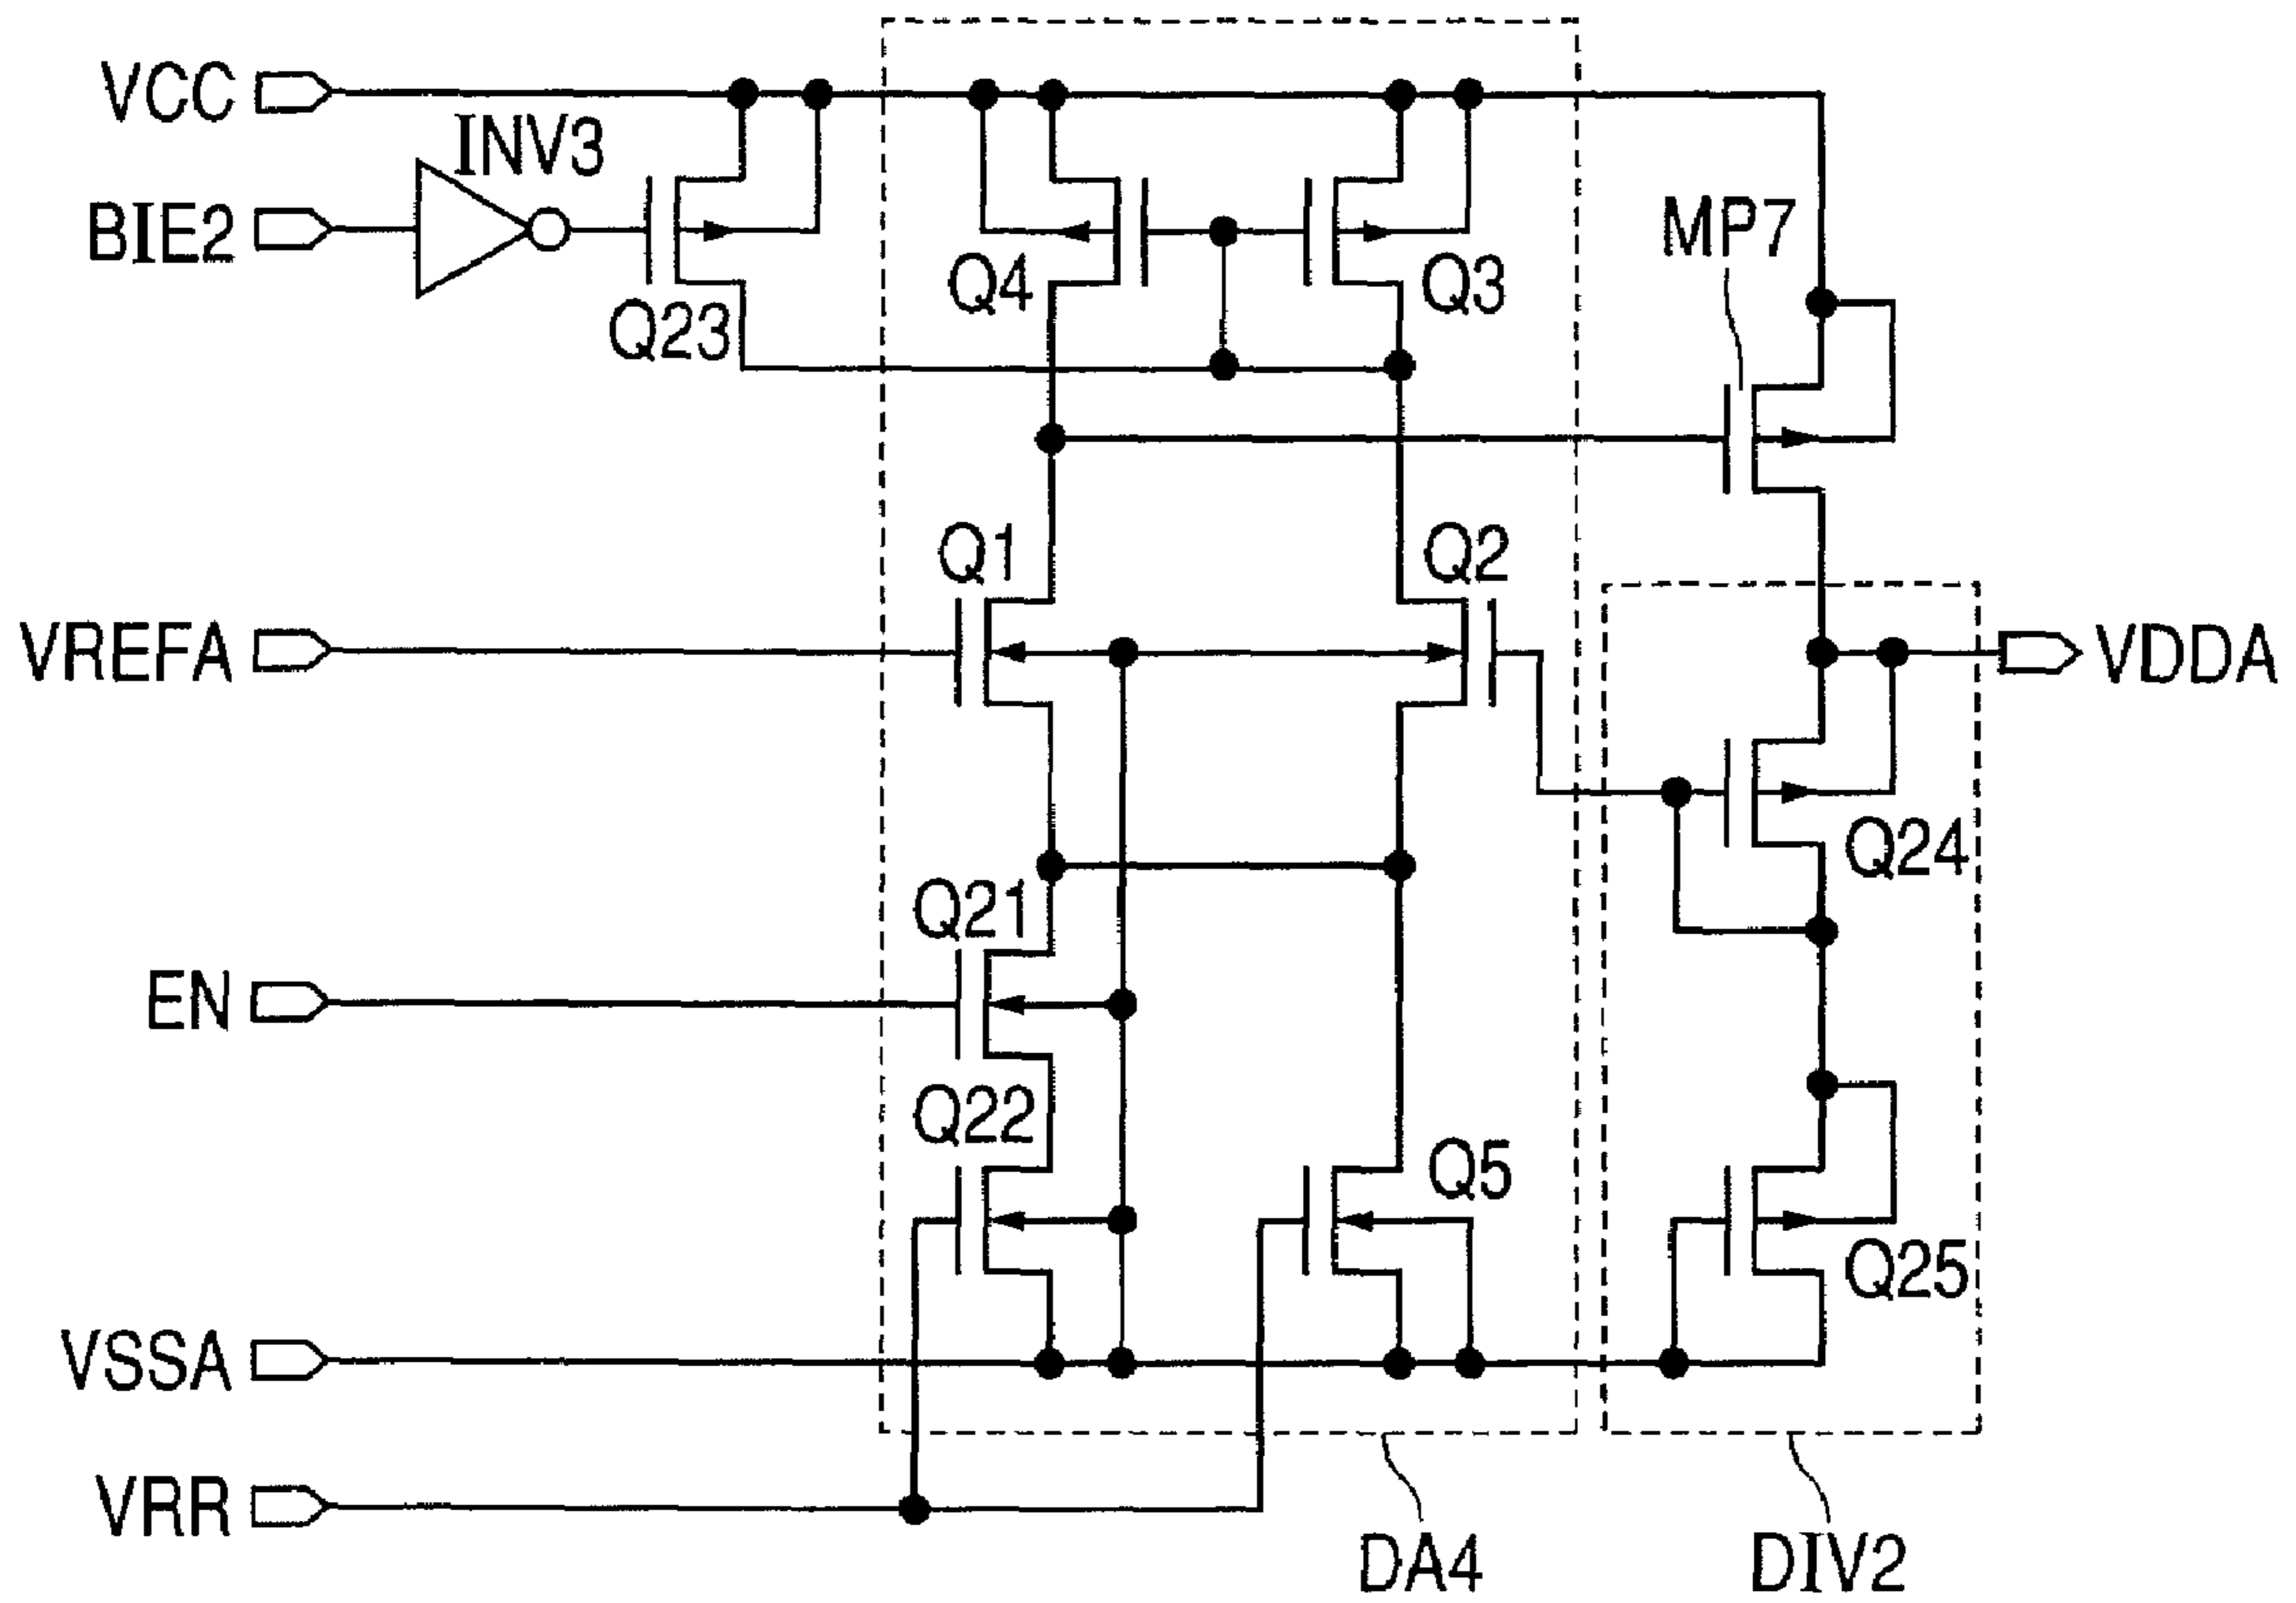 VCC
INV3
BIE2
MP7
Q4
Q3
Q23
Q1
Q2
VREFA
VDDA
Q24
Q21
EN
Q22
Q5
Q25
VSSA
VRR
DA4
DIV2